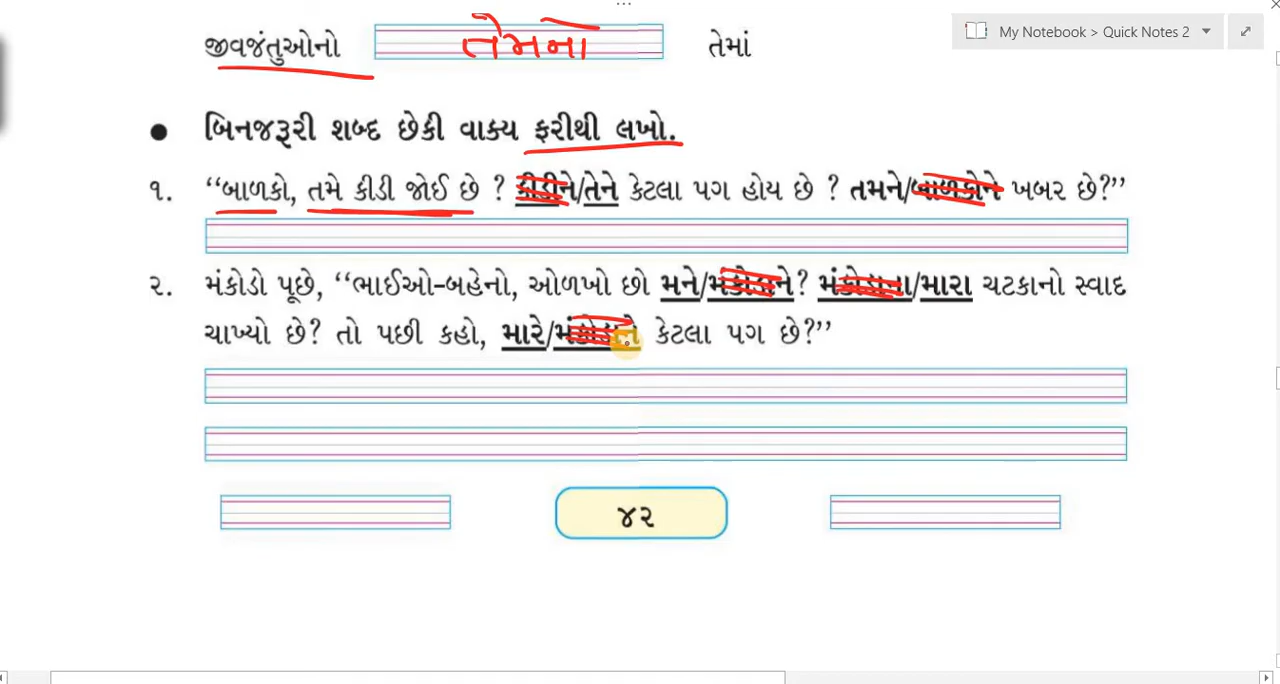 ...
My Notebook > Quick Notes 2
જીવજંતુઓનો તેમના તેમાં
● બિનજરૂરી શબ્દ છેકી વાક્ય ફરીથી લખો.
૧. “બાળકો, તમે કીડી જોઈ છે ? કીડીને/તેને કેટલા પગ હોય છે ? તમને/બાળકોને ખબર છે?”
૨. મંકોડો પૂછે, “ભાઈઓ-બહેનો, ઓળખો છો મને/મંકોડાને? મંકોડાના/મારા ચટકાનો સ્વાદ
ચાખ્યો છે? તો પછી કહો, મારે/મંકોડાને કેટલા પગ છે?”
૪૨